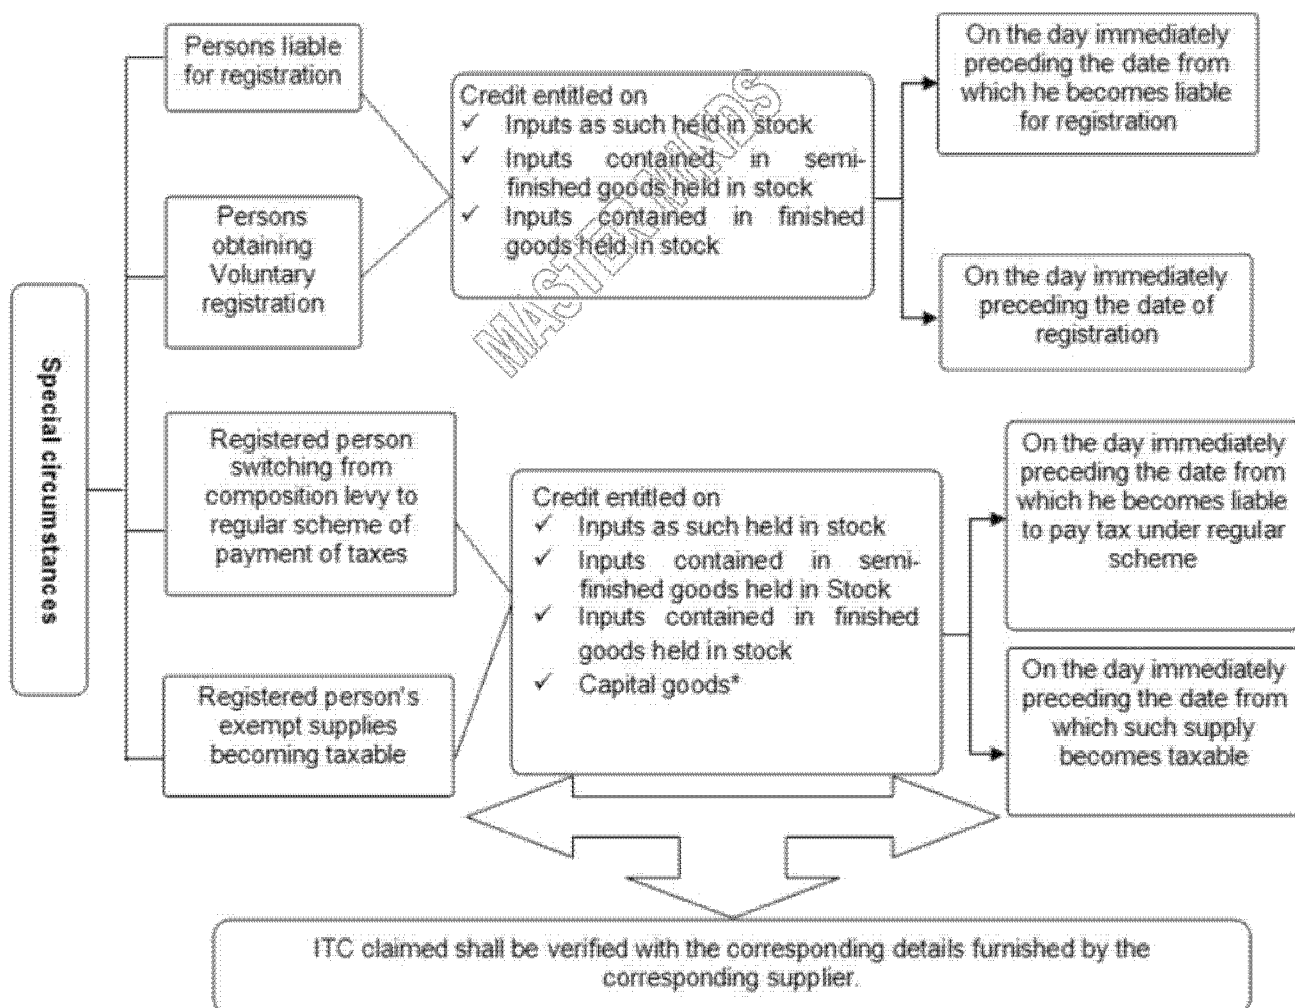 Special circumstances
Persons liable
for registration
Persons
obtaining
Voluntary
registration
Registered person
switching from
composition levy to
regular scheme of
payment of taxes
Registered person's
exempt supplies
becoming taxable
Credit entitled on
✓ Inputs as such held in stock
✓ Inputs contained in semi-
finished goods held in stock
✓ Inputs contained in finished
goods held in stock
MASTER MINDS
On the day immediately
preceding the date from
which he becomes liable
for registration
On the day immediately
preceding the date of
registration
Credit entitled on
✓ Inputs as such held in stock
✓ Inputs contained in semi-
finished goods held in Stock
✓ Inputs contained in finished
goods held in stock
✓ Capital goods*
On the day immediately
preceding the date from
which he becomes liable
to pay tax under regular
scheme
On the day immediately
preceding the date from
which such supply
becomes taxable
ITC claimed shall be verified with the corresponding details furnished by the
corresponding supplier.